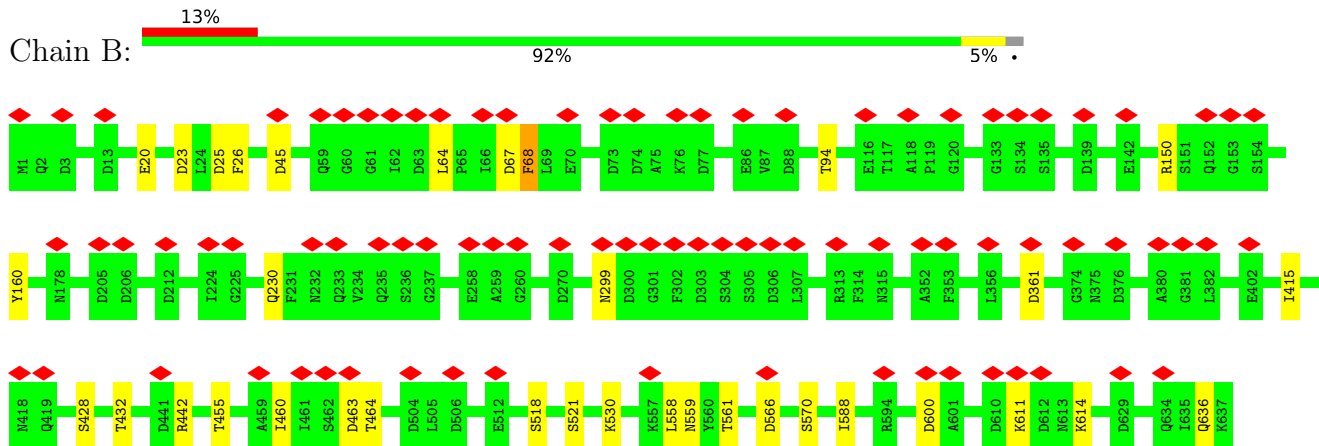 13%
Chain B:
92% 5% •
M1 Q2 D3 D13 E20 D23 L24 D25 F26 D45 Q59 G60 G61 I62 D63 L64 P65 I66 D67 F68 L69 E70 D73 D74 A75 K76 D77 E86 V87 D88 T94 E116 T117 A118 P119 G120 G133 S134 S135 D139 E142 R150 S151 Q152 G153 S154
Y160 N178 D205 D206 D212 I224 G225 Q230 F231 N232 Q233 V234 Q235 S236 G237 E258 A259 G260 D270 N299 D300 G301 F302 D303 S304 S305 D306 L307 R313 F314 N315 A352 F353 L356 D361 G374 N375 D376 A380 G381 L382 E402 I415
N418 Q419 S428 T432 D441 R442 T455 A459 I460 I461 S462 D463 T464 D504 L505 D506 E512 S518 S521 K530 K557 L558 N559 Y560 T561 D566 S570 I588 R594 D600 A601 D610 K611 D612 N613 K614 D629 Q634 I635 Q636 K637